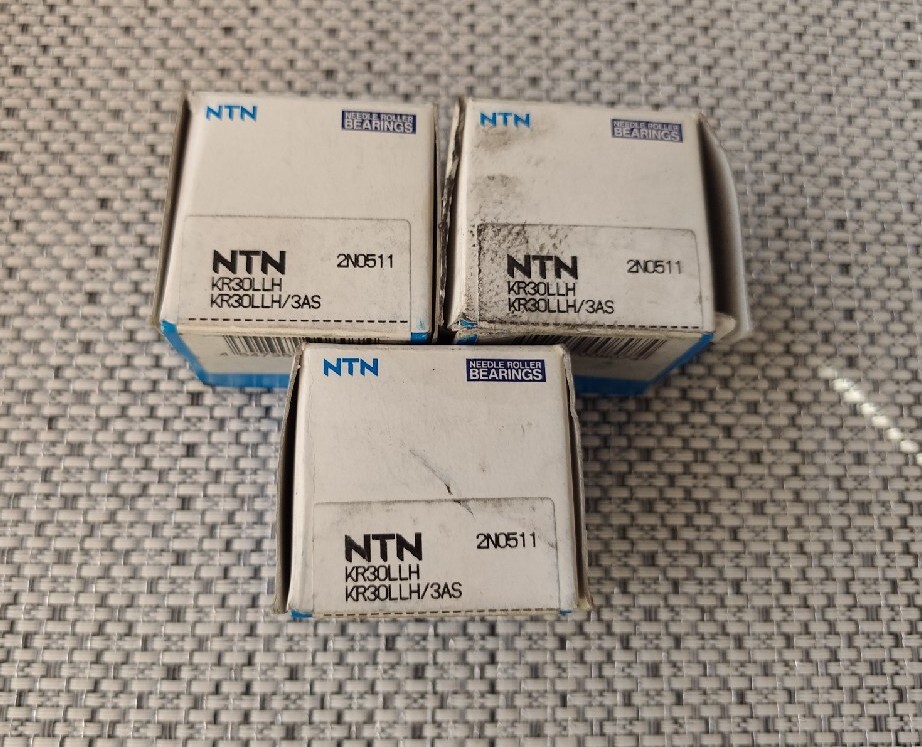 NTN
NEEDLE ROLLER
BEARINGS
NTN 2N0511
KR30LLH
KR30LLH/3AS
NTN
NEEDLE ROLLER
BEARINGS
NTN 2N0511
KR30LLH
KR30LLH/3AS
NTN
NEEDLE ROLLER
BEARINGS
NTN 2N0511
KR30LLH
KR30LLH/3AS